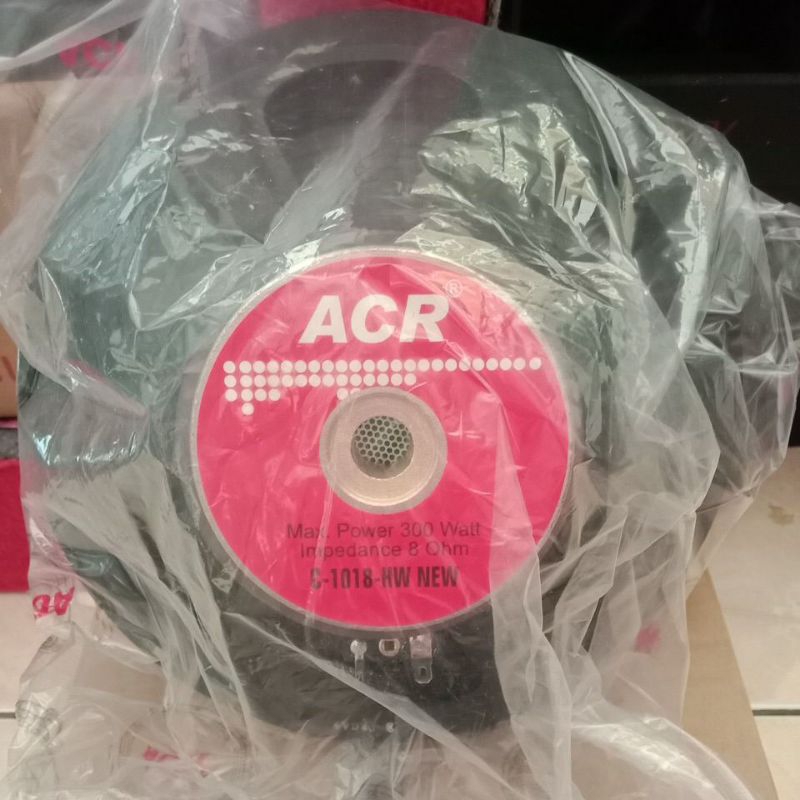 ACR®
Max. Power 300 Watt
Impedance 8 Ohm
C-1018-HW NEW